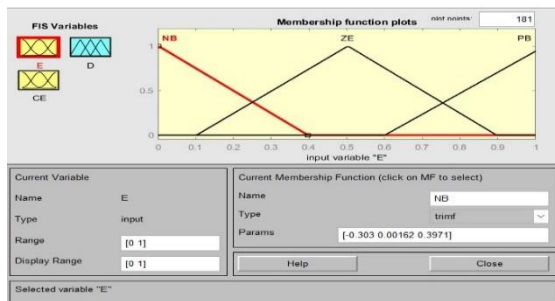 FIS Variables
Membership function plots
plot points:
181
E
D
CE
NB
ZE
PB
1
0.5
0
0
0.1
0.2
0.3
0.4
0.5
0.6
0.7
0.8
0.9
1
input variable "E"
Current Variable
Name
E
Type
input
Range
[0 1]
Display Range
[0 1]
Current Membership Function (click on MF to select)
Name
NB
Type
trimf
Params
[-0.303 0.00162 0.3971]
Help
Close
Selected variable "E"